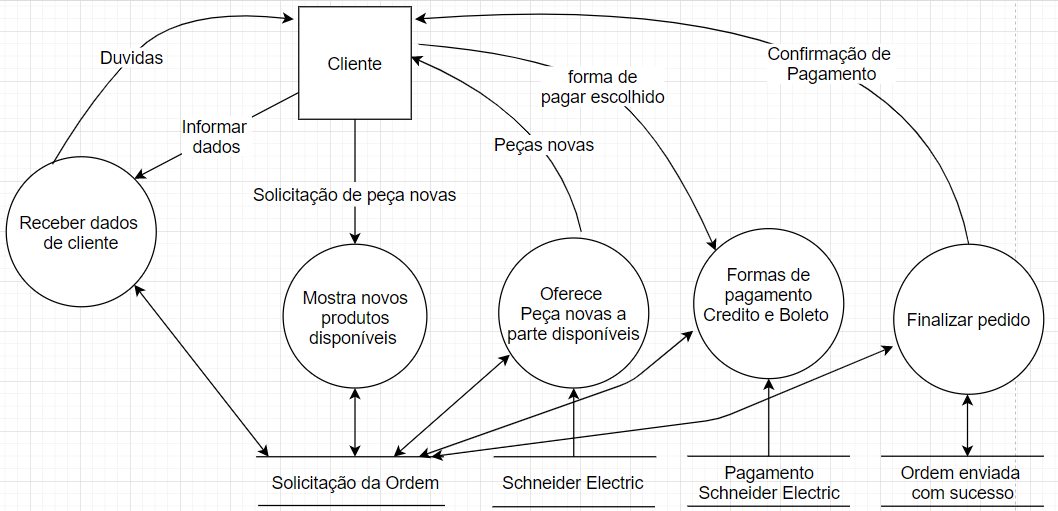 Cliente
Duvidas
Confirmação de
Pagamento
forma de
pagar escolhido
Informar
dados
Peças novas
Solicitação de peça novas
Receber dados
de cliente
Mostra novos
produtos
disponíveis
Oferece
Peça novas a
parte disponíveis
Formas de
pagamento
Credito e Boleto
Finalizar pedido
Solicitação da Ordem
Schneider Electric
Pagamento
Schneider Electric
Ordem enviada
com sucesso